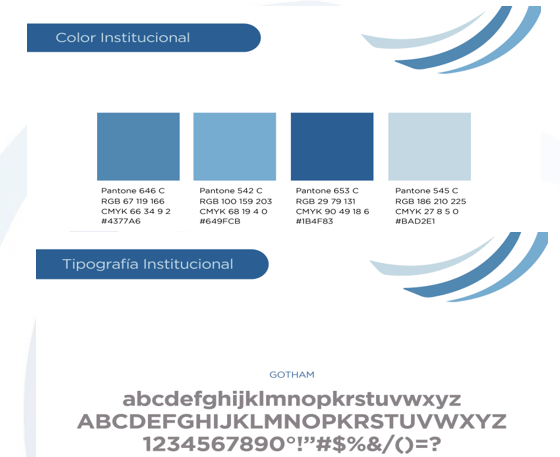 Color Institucional
Pantone 646 C
RGB 67 119 166
CMYK 66 34 9 2
#4377A6
Pantone 542 C
RGB 100 159 203
CMYK 68 19 4 0
#649FCB
Pantone 653 C
RGB 29 79 131
CMYK 90 49 18 6
#1B4F83
Pantone 545 C
RGB 186 210 225
CMYK 27 8 5 0
#BAD2E1
Tipografía Institucional
GOTHAM
abcdefghijklmnopkrstuvwxyz
ABCDEFGHIJKLMNOPKRSTUVWXYZ
1234567890°!”#$%&/()=?